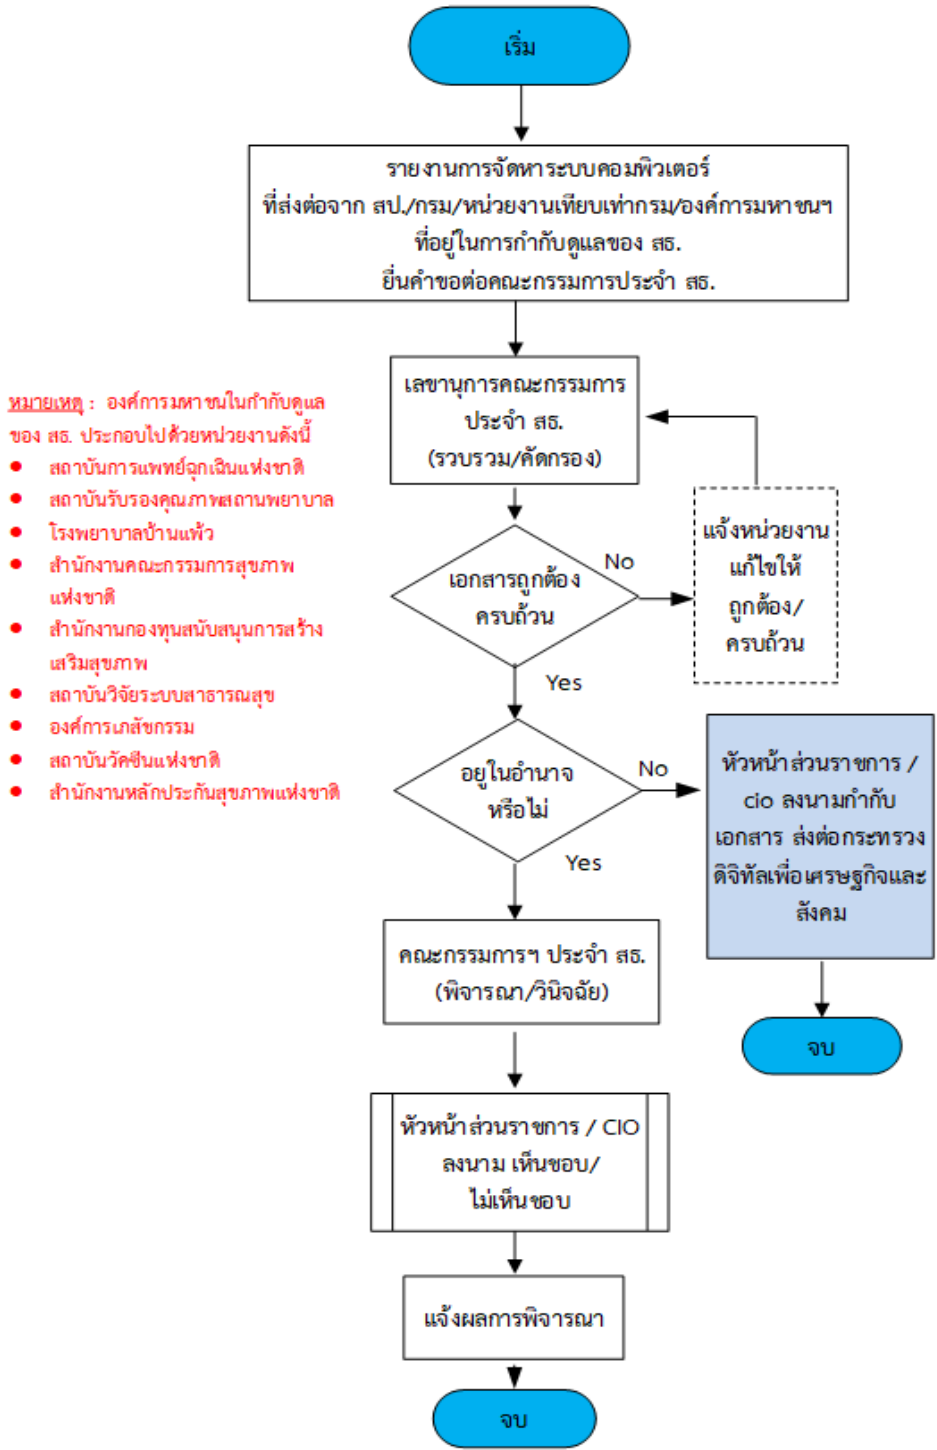 เริ่ม
รายงานการจัดหาระบบคอมพิวเตอร์
ที่ส่งต่อจาก สป./กรม/หน่วยงานเทียบเท่ากรม/องค์การมหาชนฯ
ที่อยู่ในการกำกับดูแลของ สธ.
ยื่นคำขอต่อคณะกรรมการประจำ สธ.
เลขานุการคณะกรรมการ
ประจำ สธ.
(รวบรวม/คัดกรอง)
หมายเหตุ : องค์การมหาชนในกำกับดูแล
ของ สธ. ประกอบไปด้วยหน่วยงานดังนี้
● สถาบันการแพทย์ฉุกเฉินแห่งชาติ
● สถาบันรับรองคุณภาพสถานพยาบาล
● โรงพยาบาลบ้านแพ้ว
● สำนักงานคณะกรรมการสุขภาพ
แห่งชาติ
● สำนักงานกองทุนสนับสนุนการสร้าง
เสริมสุขภาพ
● สถาบันวิจัยระบบสาธารณสุข
● องค์การเภสัชกรรม
● สถาบันวัคซีนแห่งชาติ
● สำนักงานหลักประกันสุขภาพแห่งชาติ
เอกสารถูกต้อง
ครบถ้วน
No
แจ้งหน่วยงาน
แก้ไขให้
ถูกต้อง/
ครบถ้วน
Yes
อยู่ในอำนาจ
หรือไม่
No
หัวหน้าส่วนราชการ /
cio ลงนามกำกับ
เอกสาร ส่งต่อกระทรวง
ดิจิทัลเพื่อเศรษฐกิจและ
สังคม
จบ
Yes
คณะกรรมการฯ ประจำ สธ.
(พิจารณา/วินิจฉัย)
หัวหน้าส่วนราชการ / CIO
ลงนาม เห็นชอบ/
ไม่เห็นชอบ
แจ้งผลการพิจารณา
จบ